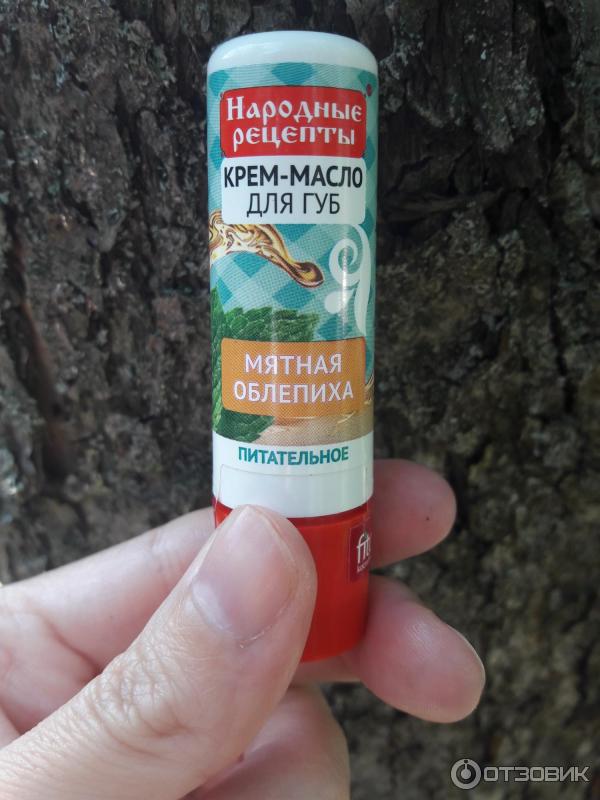 Народные
рецепты
КРЕМ-МАСЛО
ДЛЯ ГУБ
МЯТНАЯ
ОБЛЕПИХА
ПИТАТЕЛЬНОЕ
ОТЗОВИК